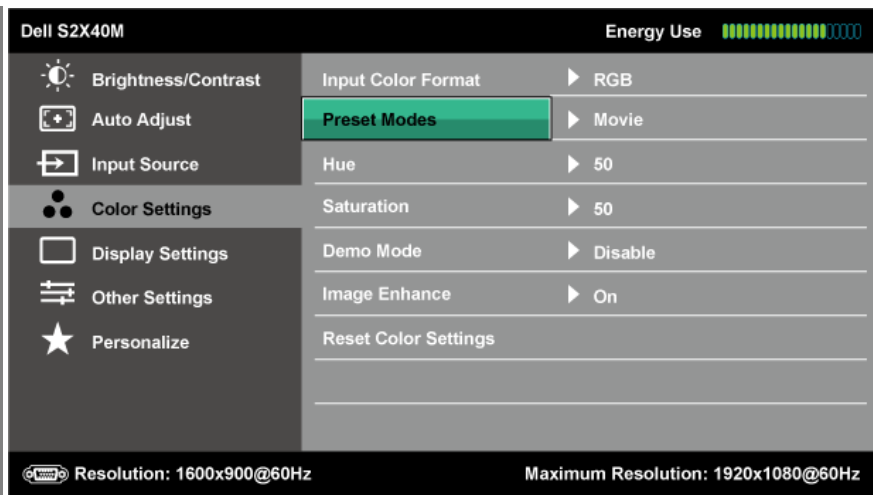 Dell S2X40M
Energy Use
Brightness/Contrast
Auto Adjust
Input Source
Color Settings
Display Settings
Other Settings
Personalize
Input Color Format RGB
Preset Modes Movie
Hue 50
Saturation 50
Demo Mode Disable
Image Enhance On
Reset Color Settings
Resolution: 1600x900@60Hz
Maximum Resolution: 1920x1080@60Hz